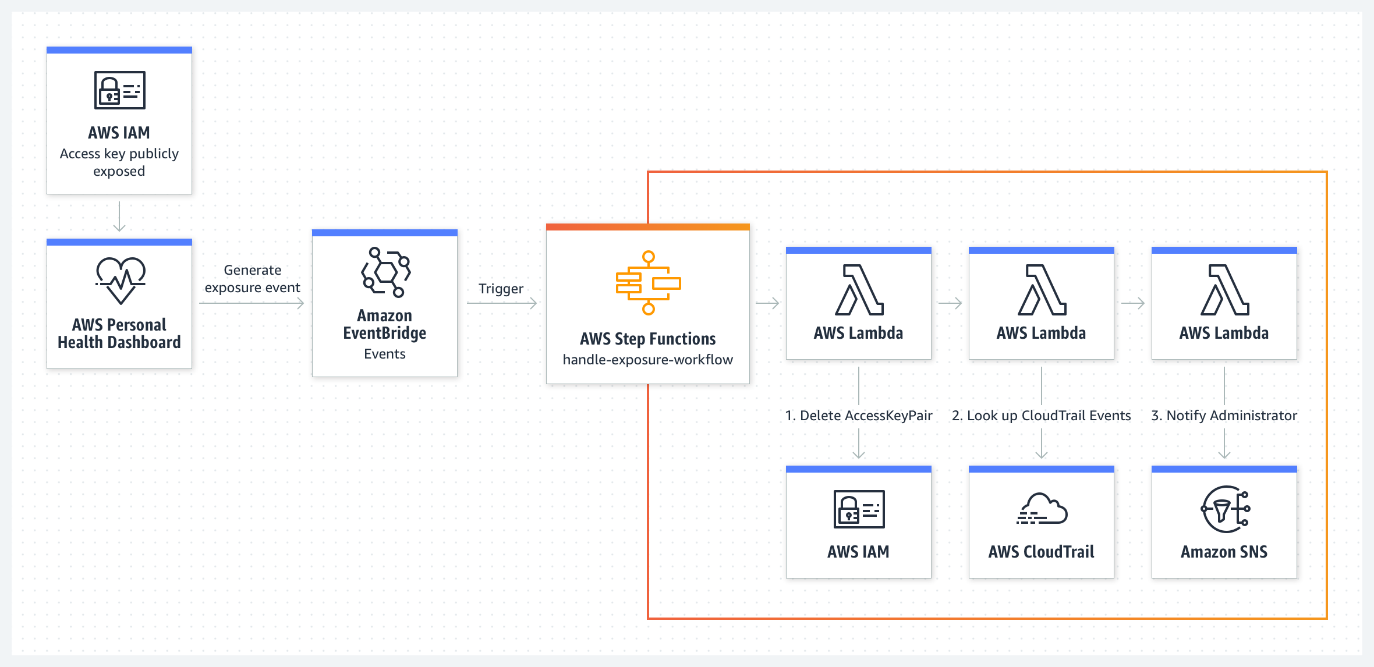 AWS IAM
Access key publicly
exposed
AWS Personal
Health Dashboard
Generate
exposure event
Amazon
EventBridge
Events
Trigger
AWS Step Functions
handle-exposure-workflow
AWS Lambda
AWS Lambda
AWS Lambda
1. Delete AccessKeyPair
2. Look up CloudTrail Events
3. Notify Administrator
AWS IAM
AWS CloudTrail
Amazon SNS